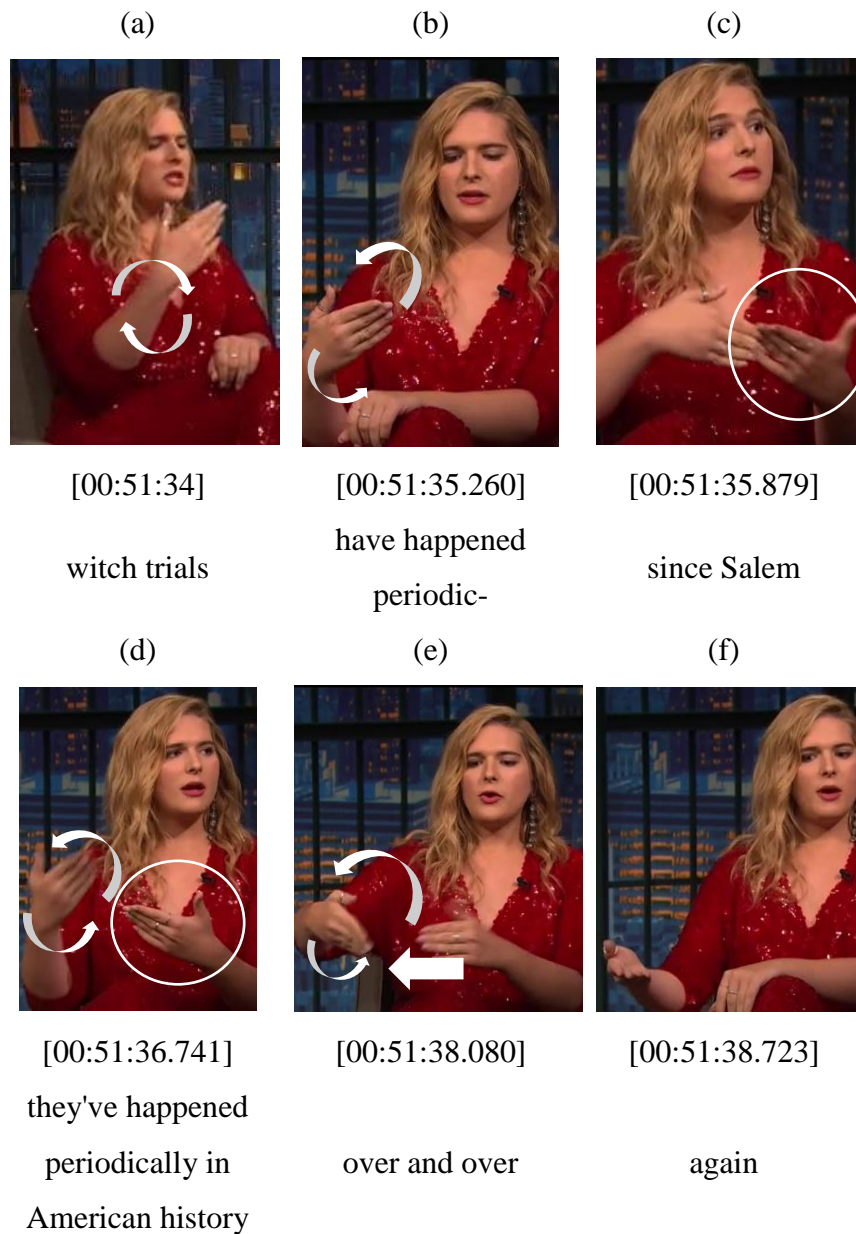 (a) (b) (c)
[00:51:34] [00:51:35.260] [00:51:35.879]
witch trials
have happened
periodic-
since Salem
(d) (e) (f)
[00:51:36.741] [00:51:38.080] [00:51:38.723]
they've happened
periodically in
American history
over and over
again